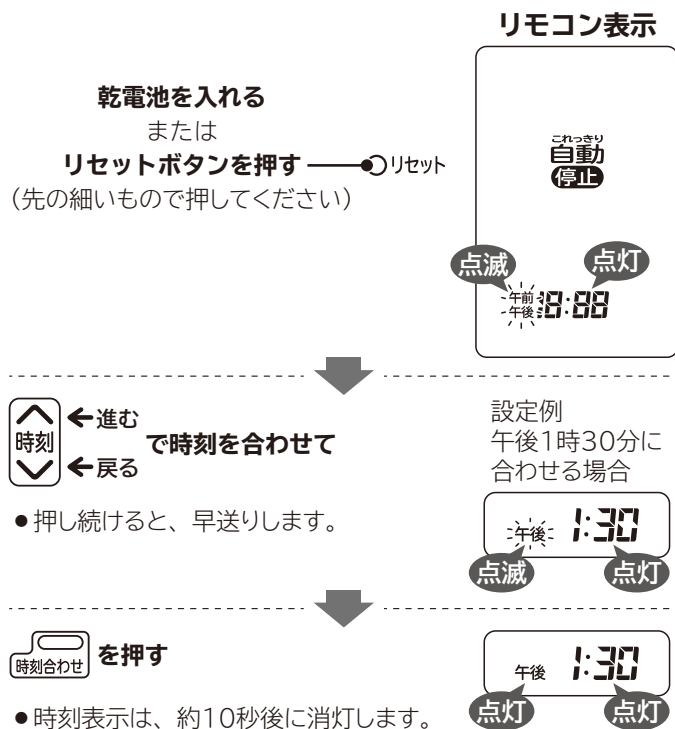 リモコン表示
乾電池を入れる
または
リセットボタンを押す リセット
(先の細いもので押してください)
これっきり
自動
停止
点滅 点灯
午前
午後 18:88
時刻
←進む
←戻る
で時刻を合わせて
●押し続けると、早送りします。
設定例
午後1時30分に
合わせる場合
午後 1:30
点滅 点灯
時刻合わせ を押す
●時刻表示は、約10秒後に消灯します。
午後 1:30
点灯 点灯